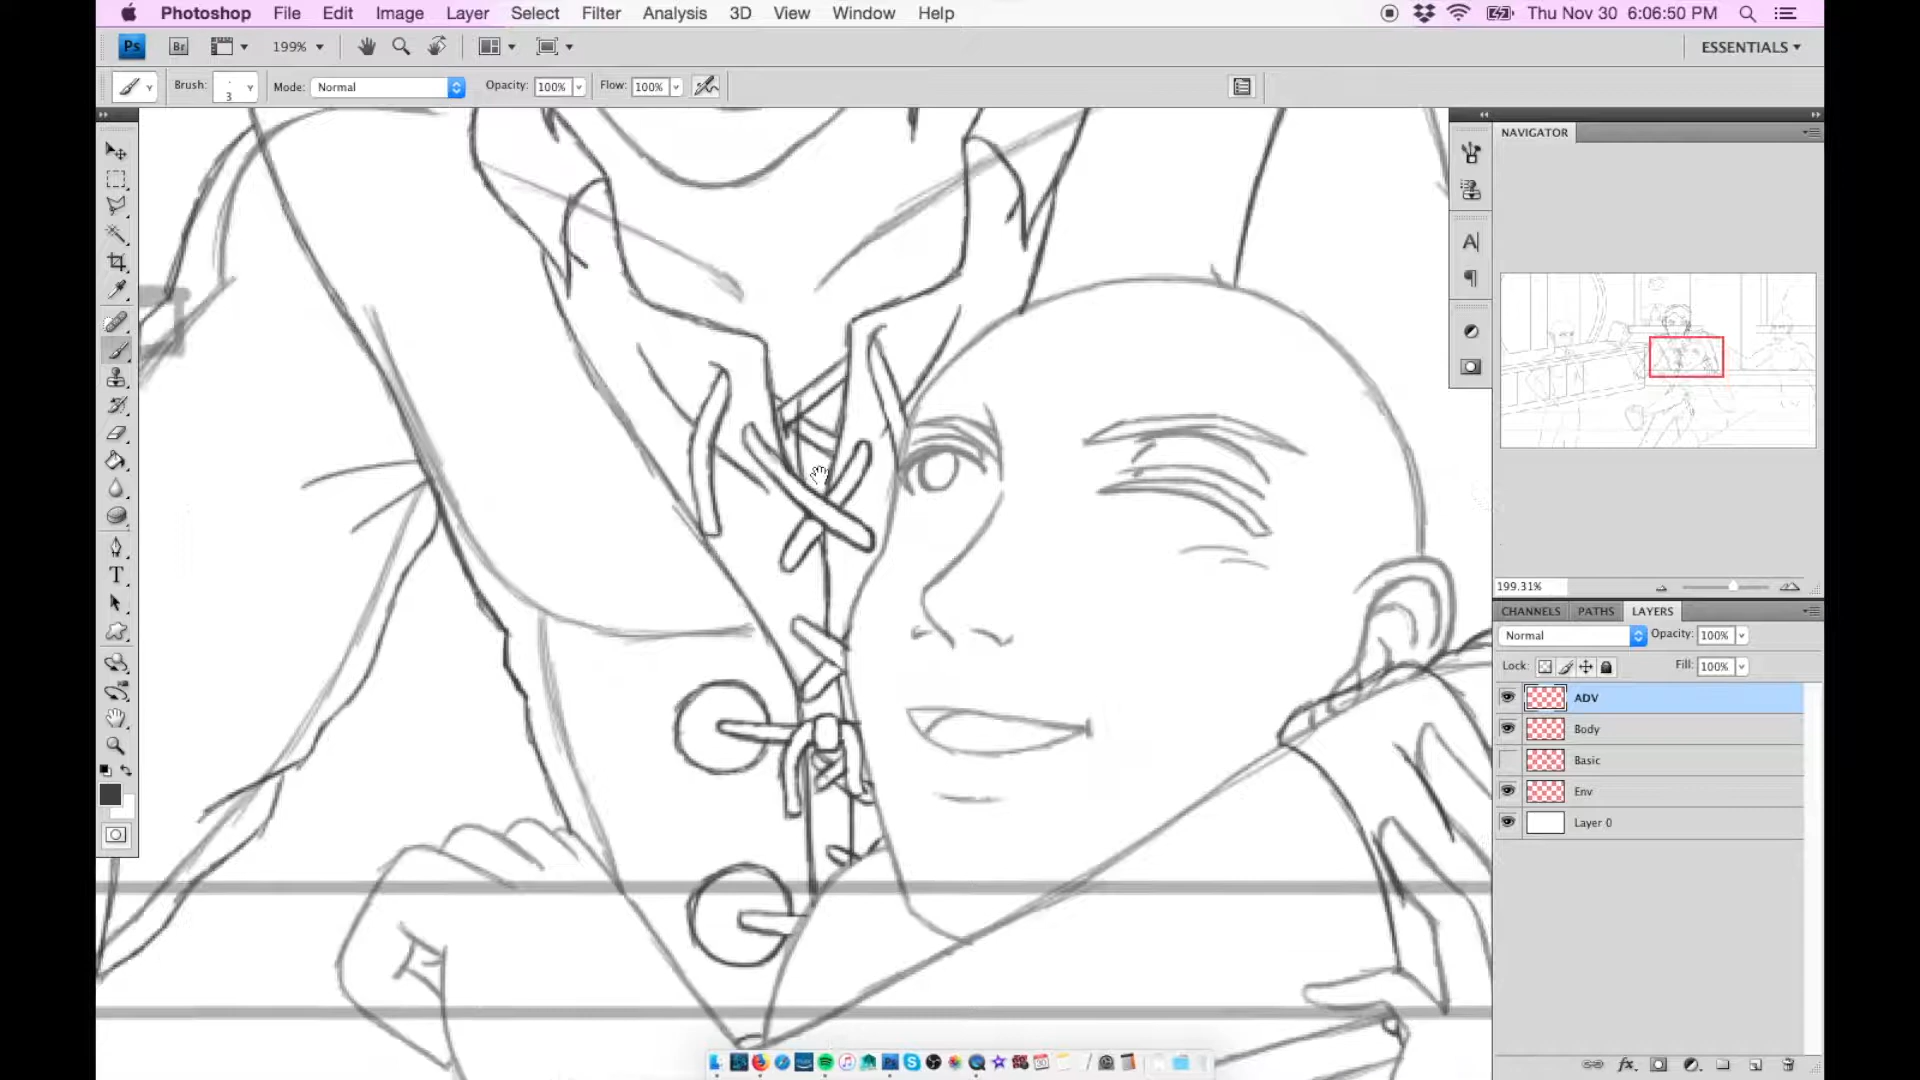 Photoshop File Edit Image Layer Select Filter Analysis 3D View Window Help Thu Nov 30 6:06:50 PM
Ps Br 199% ESSENTIALS
Brush: 3 Mode: Normal Opacity: 100% Flow: 100%
NAVIGATOR
A
T
199.31%
CHANNELS PATHS LAYERS
Normal Opacity: 100%
Lock: Fill: 100%
ADV
Body
Basic
Env
Layer 0
fx